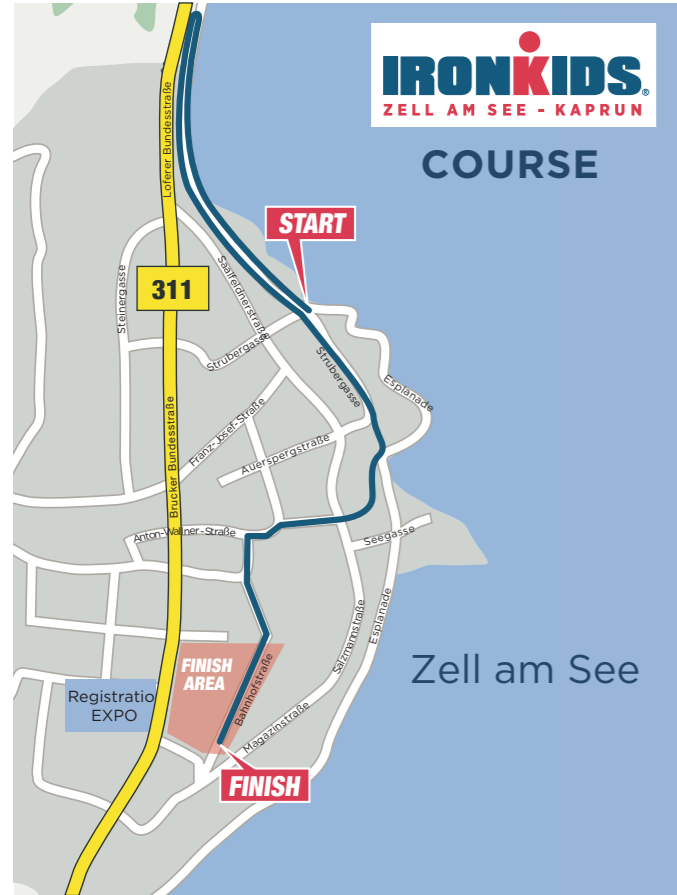 IRONKIDS®
ZELL AM SEE - KAPRUN
COURSE
Loferer Bundesstraße
START
Saalfeldnerstraße
Steinergasse
311
Strubergasse
Strubergasse
Esplanade
Franz-Josef-Straße
Auerspergstraße
Brucker Bundesstraße
Anton-Wallner-Straße
Seegasse
Salzmannstraße
Esplanade
FINISH
AREA
Zell am See
Bahnhofstraße
Registratio
EXPO
Magazinstraße
FINISH